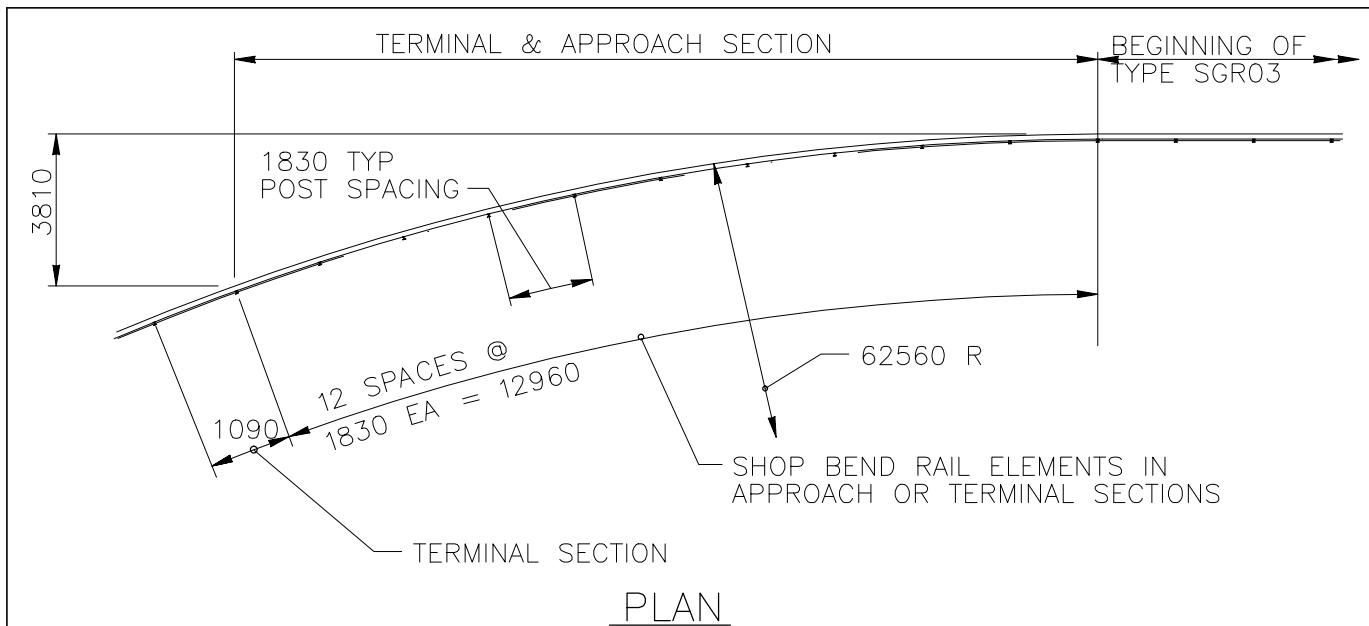 TERMINAL & APPROACH SECTION
BEGINNING OF
TYPE SGR03
3810
1830 TYP
POST SPACING
62560 R
12 SPACES @
1830 EA = 12960
1090
SHOP BEND RAIL ELEMENTS IN
APPROACH OR TERMINAL SECTIONS
TERMINAL SECTION
PLAN